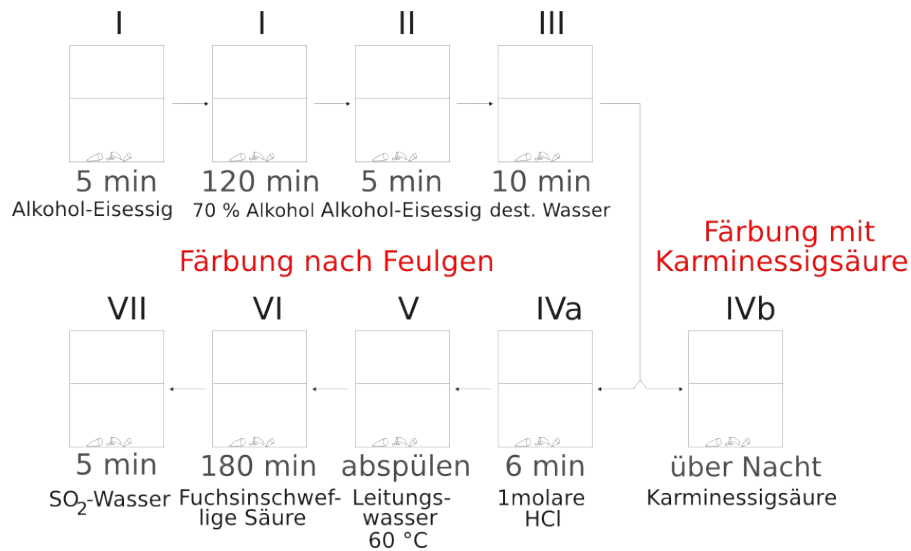 I I II III
5 min 120 min 5 min 10 min
Alkohol-Eisessig 70 % Alkohol Alkohol-Eisessig dest. Wasser
Färbung mit
Karminessigsäure
Färbung nach Feulgen
VII VI V IVa IVb
5 min 180 min abspülen 6 min über Nacht
SO2-Wasser Fuchsinschwef- Leitungs- 1molare Karminessigsäure
lige Säure wasser HCl
60 °C